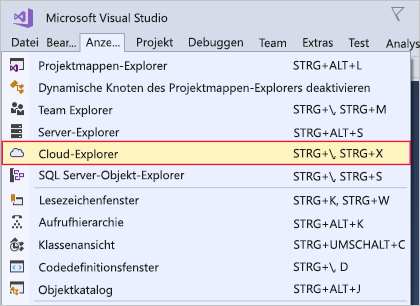 Microsoft Visual Studio
Datei Bear... Anze... Projekt Debuggen Team Extras Test Analys
Projektmappen-Explorer STRG+ALT+L
Dynamische Knoten des Projektmappen-Explorers deaktivieren
Team Explorer STRG+\, STRG+M
Server-Explorer STRG+ALT+S
Cloud-Explorer STRG+\, STRG+X
SQL Server-Objekt-Explorer STRG+\, STRG+S
Lesezeichenfenster STRG+K, STRG+W
Aufrufhierarchie STRG+ALT+K
Klassenansicht STRG+UMSCHALT+C
Codedefinitionsfenster STRG+\, D
Objektkatalog STRG+ALT+J